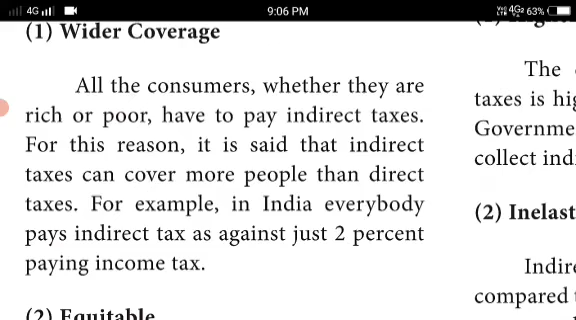 4G
9:06 PM
4G 63%
(1) Wider Coverage
All the consumers, whether they are
rich or poor, have to pay indirect taxes.
For this reason, it is said that indirect
taxes can cover more people than direct
taxes. For example, in India everybody
pays indirect tax as against just 2 percent
paying income tax.
(2) Equitable
The
taxes is hig
Governme
collect indi
(2) Inelast
Indire
compared